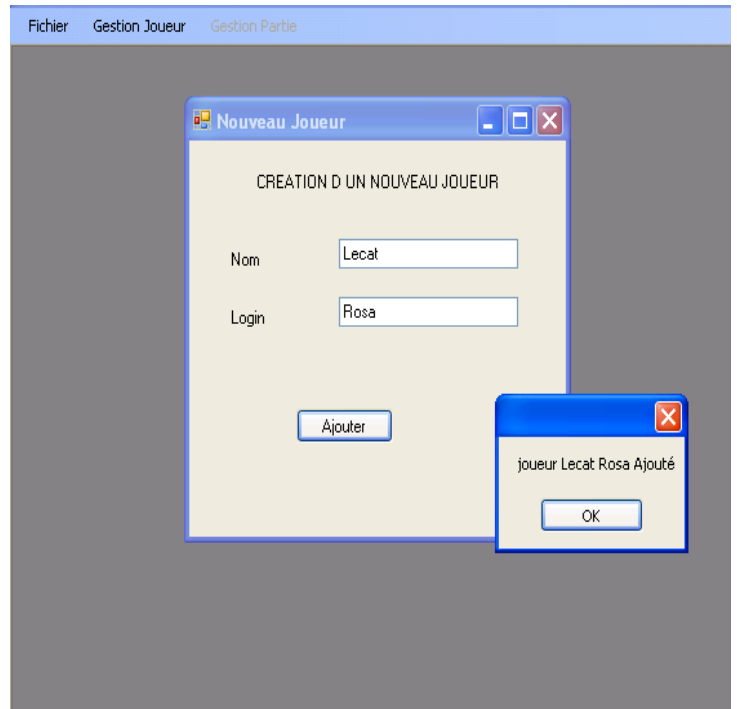 Fichier Gestion Joueur Gestion Partie
Nouveau Joueur
CREATION D UN NOUVEAU JOUEUR
Nom Lecat
Login Rosa
Ajouter
joueur Lecat Rosa Ajouté
OK